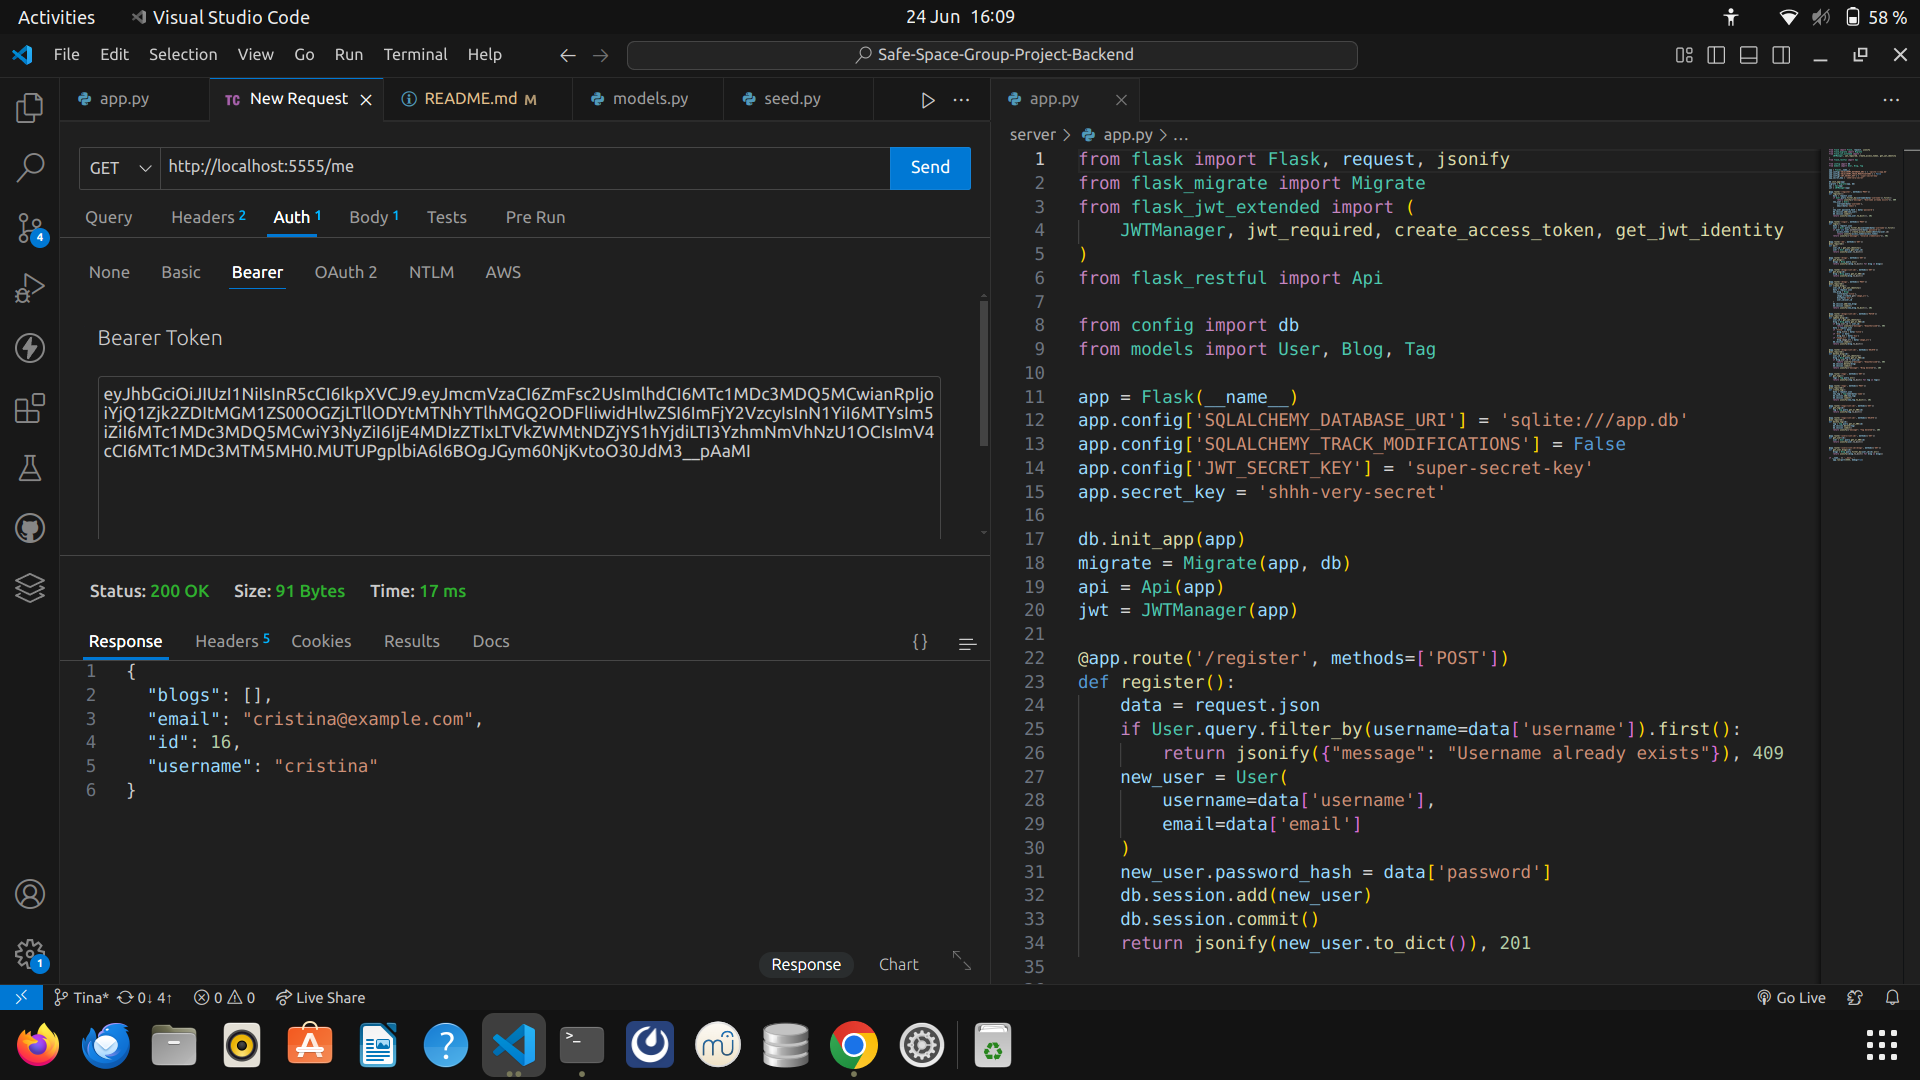 Activities
Visual Studio Code
24 Jun 16:09
58 %
File Edit Selection View Go Run Terminal Help
Safe-Space-Group-Project-Backend
app.py
TC New Request
README.md M
models.py
seed.py
GET
http://localhost:5555/me
Send
Query
Headers 2
Auth 1
Body 1
Tests
Pre Run
None
Basic
Bearer
OAuth 2
NTLM
AWS
Bearer Token
eyJhbGciOiJIUzI1NiIsInR5cCI6IkpXVCJ9.eyJmcmVzaCI6ZmFsc2UsImlhdCI6MTc1MDc3MDQ5MCwianRpIjo
iYjQ1Zjk2ZDItMGM1ZS00OGZjLTllODYtMTNhYTlhMGQ2ODFlIiwidHlwZSI6ImFjY2VzcyIsInN1YiI6MTYsIm5
iZiI6MTc1MDc3MDQ5MCwiY3NyZiI6IjE4MDIzZTIxLTVkZWMtNDZjYS1hYjdiLTI3YzhmNmVhNzU1OCIsImV4
cCI6MTc1MDc3MTM5MH0.MUTUPgplbiA6l6BOgJGym60NjKvtoO30JdM3__pAaMI
Status: 200 OK
Size: 91 Bytes
Time: 17 ms
Response
Headers 5
Cookies
Results
Docs
{}
1 {
2 "blogs": [],
3 "email": "cristina@example.com",
4 "id": 16,
5 "username": "cristina"
6 }
Response
Chart
app.py
server > app.py > ...
1 from flask import Flask, request, jsonify
2 from flask_migrate import Migrate
3 from flask_jwt_extended import (
4 JWTManager, jwt_required, create_access_token, get_jwt_identity
5 )
6 from flask_restful import Api
7
8 from config import db
9 from models import User, Blog, Tag
10
11 app = Flask(__name__)
12 app.config['SQLALCHEMY_DATABASE_URI'] = 'sqlite:///app.db'
13 app.config['SQLALCHEMY_TRACK_MODIFICATIONS'] = False
14 app.config['JWT_SECRET_KEY'] = 'super-secret-key'
15 app.secret_key = 'shhh-very-secret'
16
17 db.init_app(app)
18 migrate = Migrate(app, db)
19 api = Api(app)
20 jwt = JWTManager(app)
21
22 @app.route('/register', methods=['POST'])
23 def register():
24 data = request.json
25 if User.query.filter_by(username=data['username']).first():
26 return jsonify({"message": "Username already exists"}), 409
27 new_user = User(
28 username=data['username'],
29 email=data['email']
30 )
31 new_user.password_hash = data['password']
32 db.session.add(new_user)
33 db.session.commit()
34 return jsonify(new_user.to_dict()), 201
35
4
1
Tina* 0↓ 4↑
0 0
Live Share
Go Live